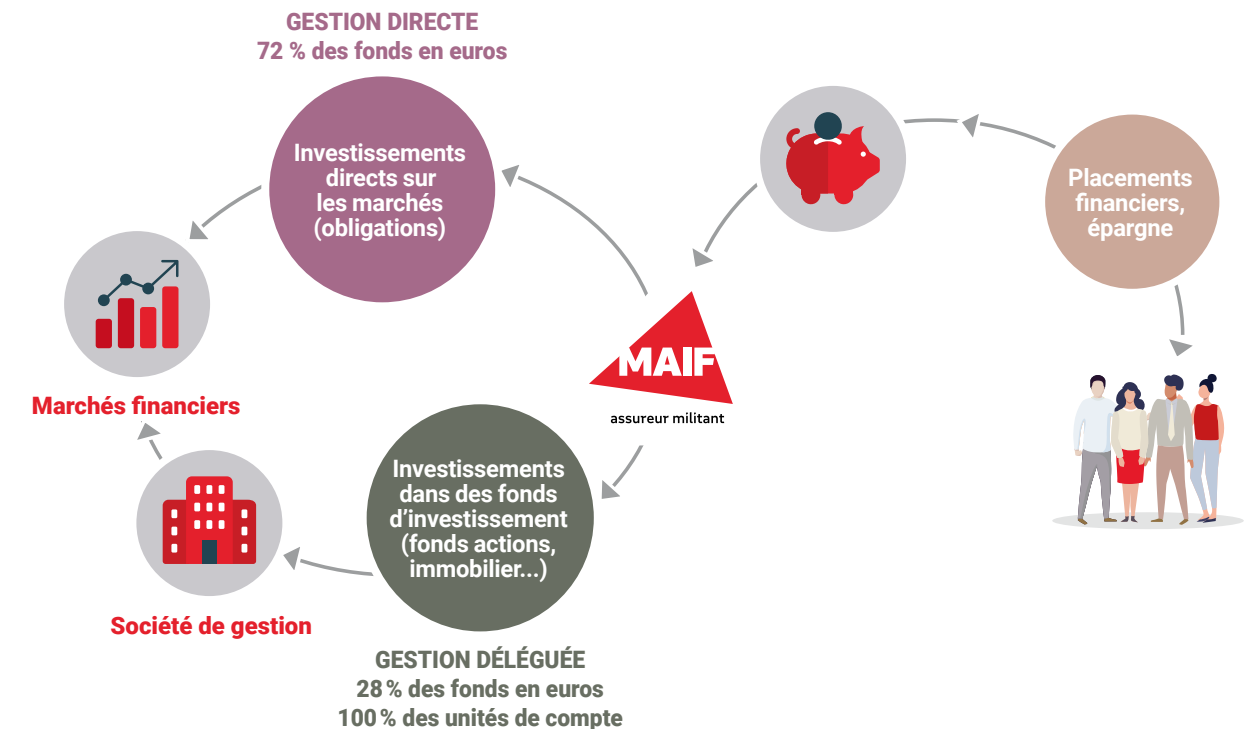 GESTION DIRECTE
72 % des fonds en euros
Investissements
directs sur
les marchés
(obligations)
Placements
financiers,
épargne
MAIF
assureur militant
Marchés financiers
Investissements
dans des fonds
d’investissement
(fonds actions,
immobilier...)
Société de gestion
GESTION DÉLÉGUÉE
28 % des fonds en euros
100 % des unités de compte